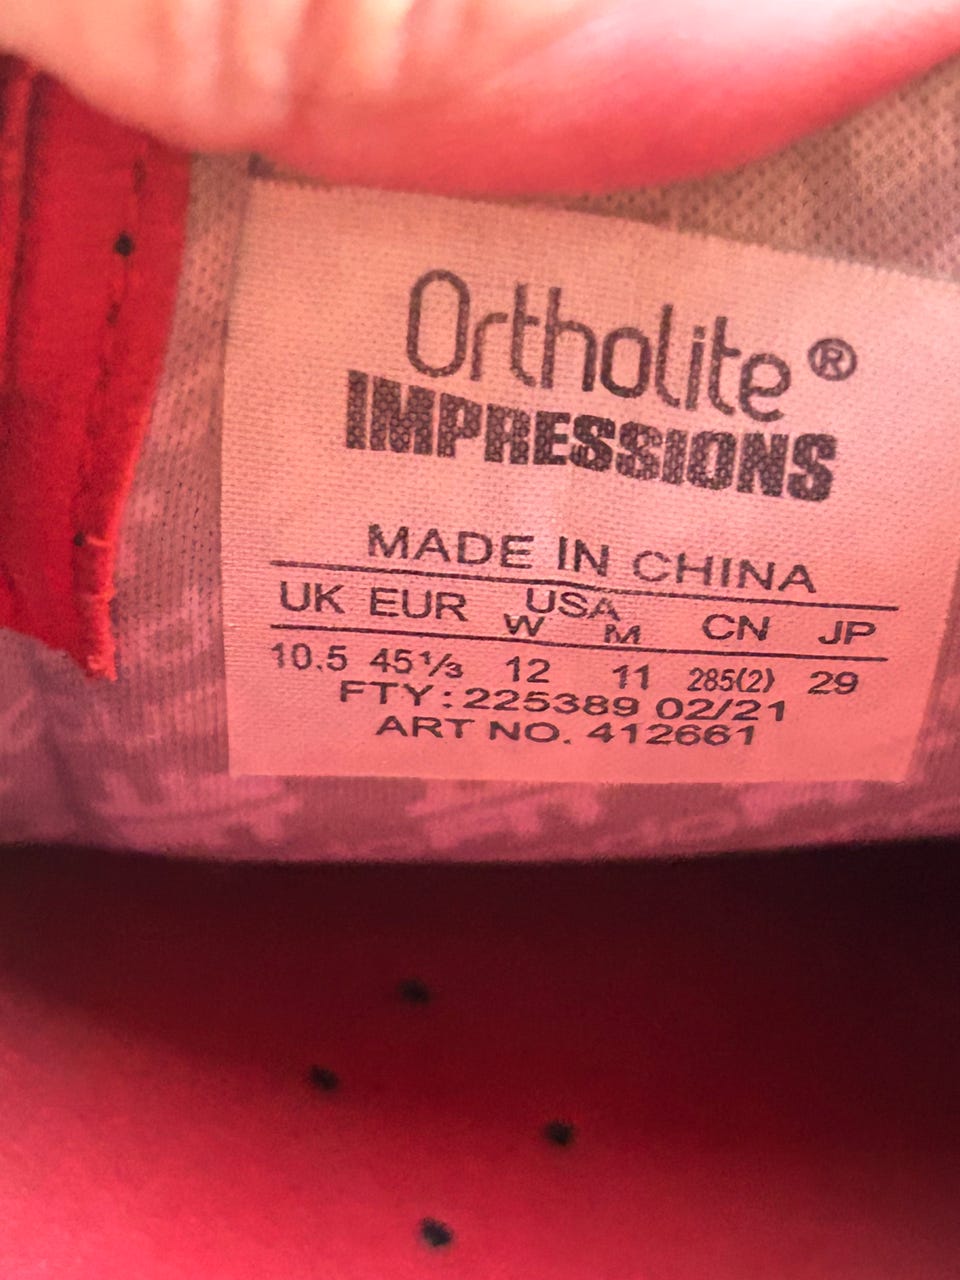 Ortholite®
IMPRESSIONS
MADE IN CHINA
UK EUR USA CN JP
W M
10.5 45⅓ 12 11 285(2) 29
FTY: 225389 02/21
ART NO. 412661